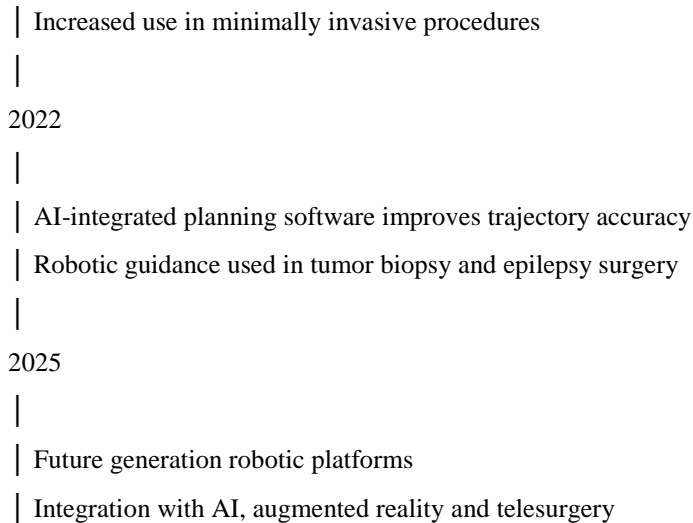 | Increased use in minimally invasive procedures
|
2022
|
| AI-integrated planning software improves trajectory accuracy
| Robotic guidance used in tumor biopsy and epilepsy surgery
|
2025
|
| Future generation robotic platforms
| Integration with AI, augmented reality and telesurgery